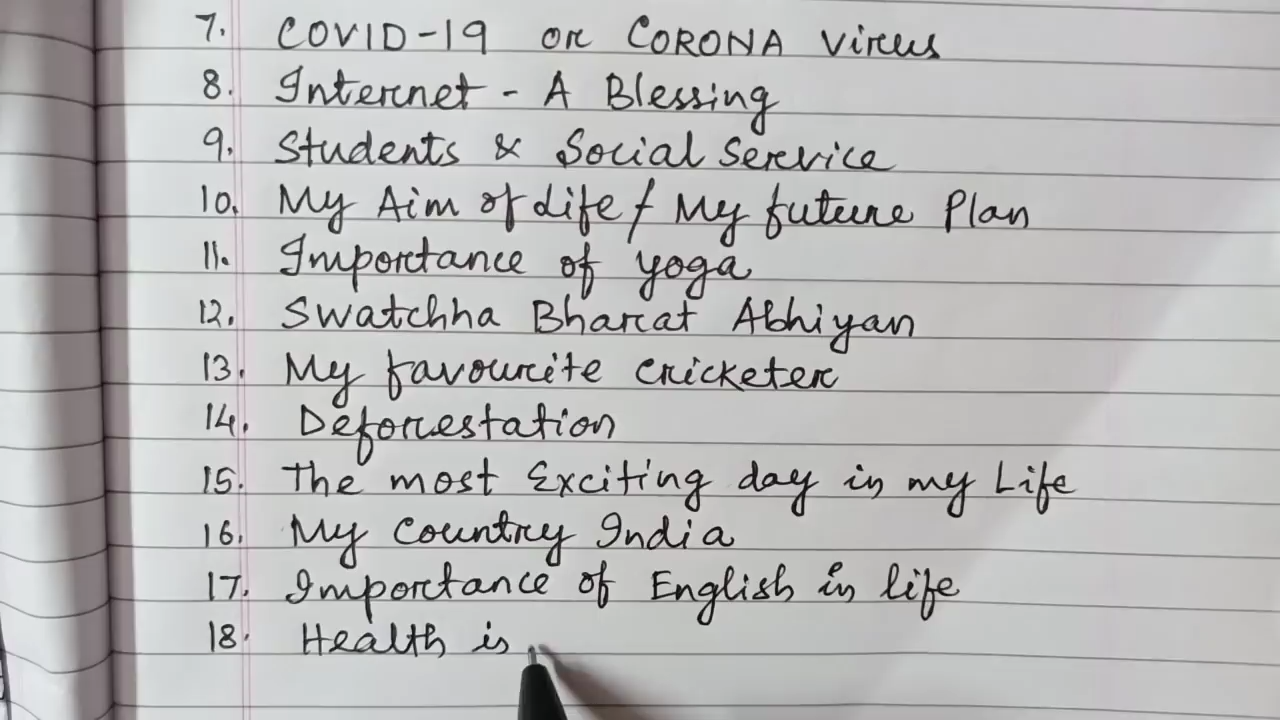 7. COVID-19 or CORONA Virus
8. Internet - A Blessing
9. Students & Social Service
10. My Aim of Life / My future Plan
11. Importance of yoga
12. Swatchha Bharat Abhiyan
13. My favourite cricketer
14. Deforestation
15. The most Exciting day in my Life
16. My Country India
17. Importance of English in life
18. Health is